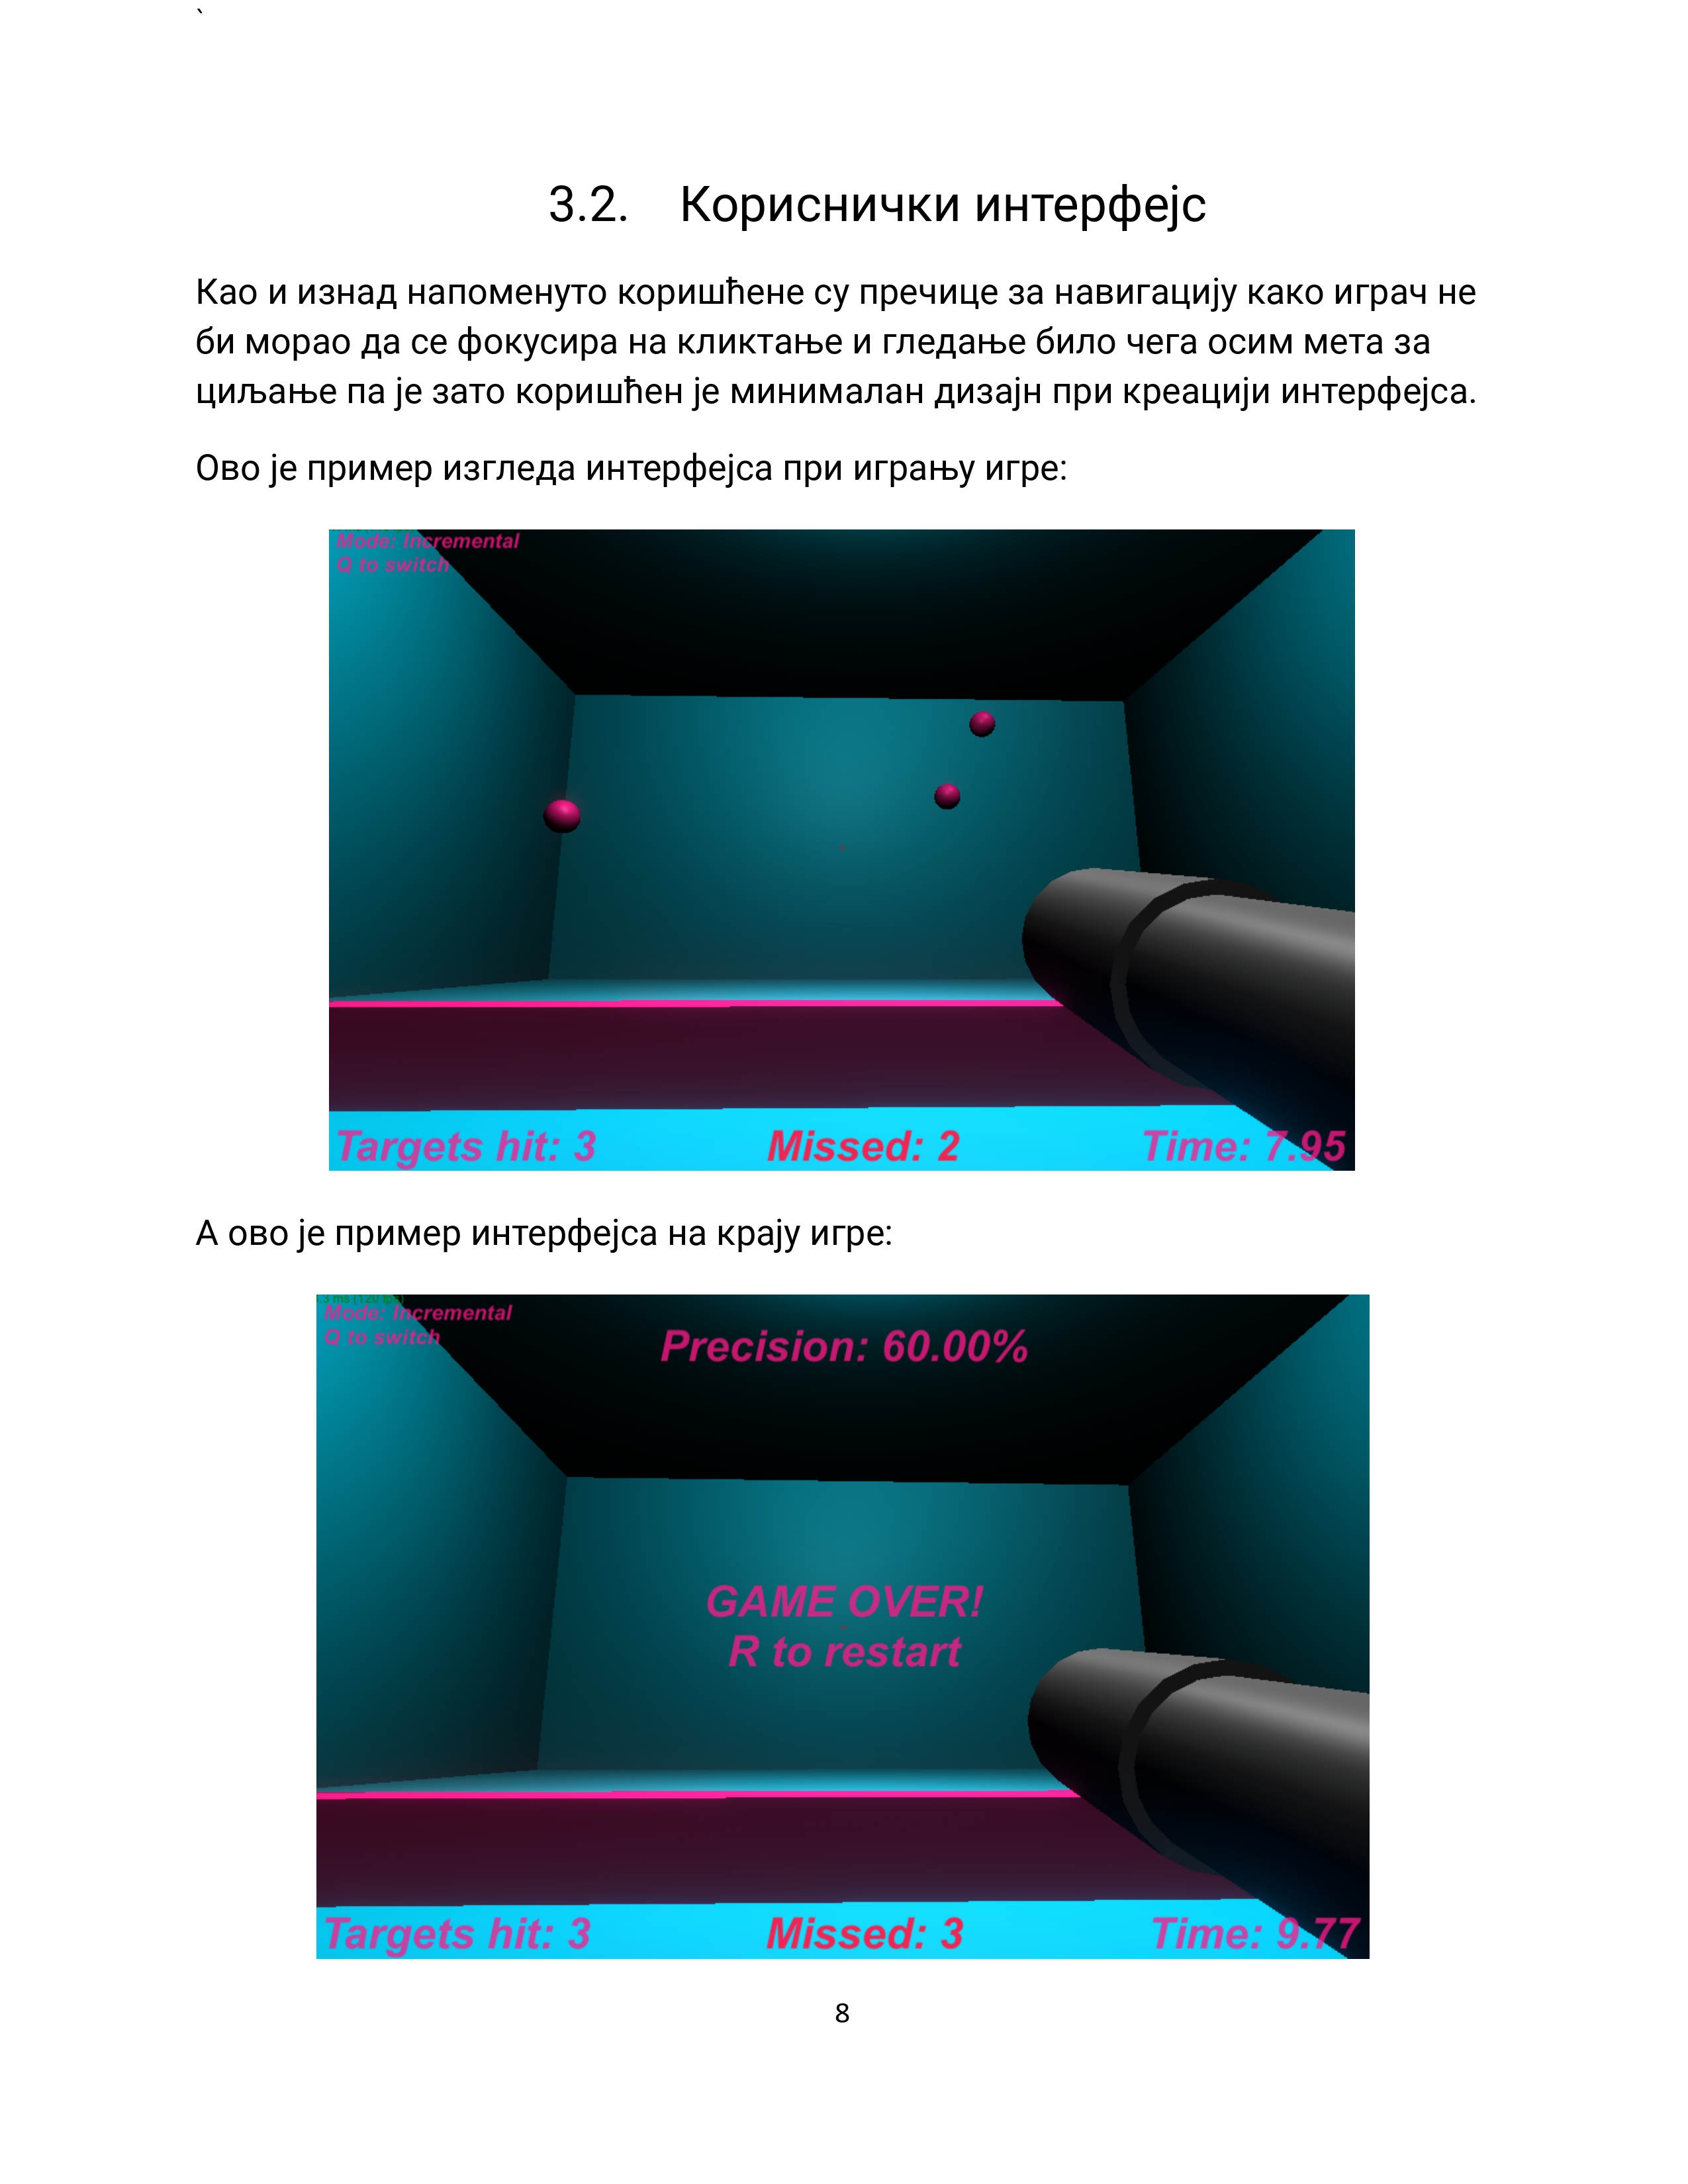 `
3.2. Кориснички интерфејс
Као и изнад напоменуто коришћене су пречице за навигацију како играч не
би морао да се фокусира на кликтање и гледање било чега осим мета за
циљање па је зато коришћен је минималан дизајн при креацији интерфејса.
Ово је пример изгледа интерфејса при игрању игре:
Mode: Incremental
Q to switch
Targets hit: 3 Missed: 2 Time: 7.95
А ово је пример интерфејса на крају игре:
Mode: Incremental
Q to switch
Precision: 60.00%
GAME OVER!
R to restart
Targets hit: 3 Missed: 3 Time: 9.77
8